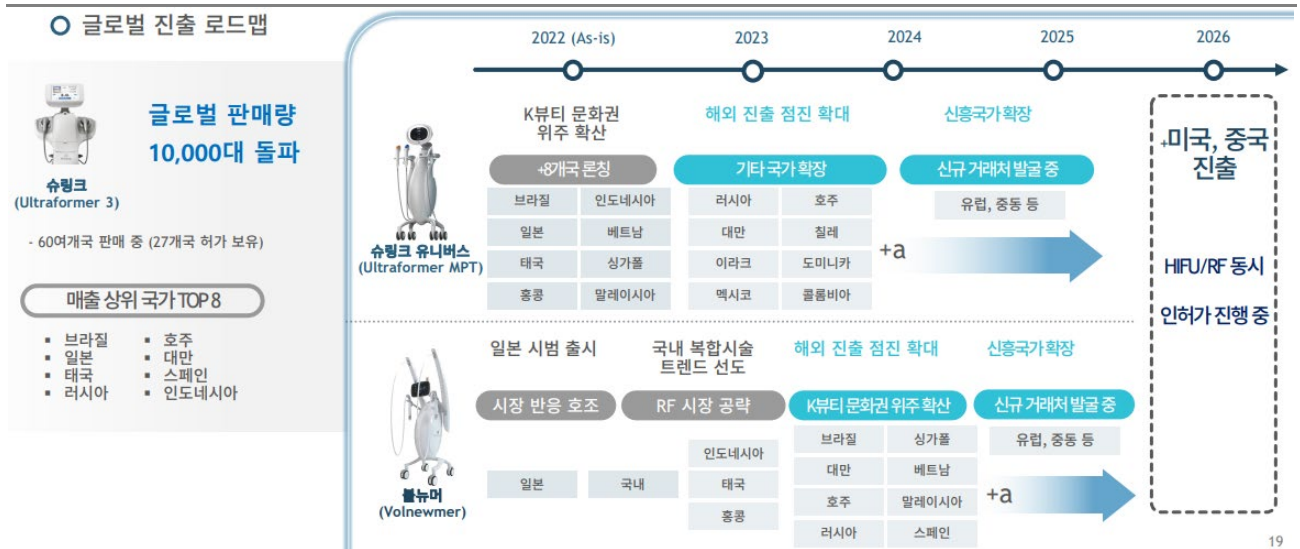 글로벌 진출 로드맵
글로벌 판매량
10,000대 돌파
슈링크
(Ultraformer 3)
- 60여개국 판매 중 (27개국 허가 보유)
매출 상위 국가 TOP 8
▪ 브라질
▪ 일본
▪ 태국
▪ 러시아
▪ 호주
▪ 대만
▪ 스페인
▪ 인도네시아
2022 (As-is)
2023
2024
2025
2026
K뷰티 문화권
위주 확산
+8개국 론칭
브라질
인도네시아
일본
베트남
태국
싱가폴
홍콩
말레이시아
해외 진출 점진 확대
기타 국가 확장
러시아
호주
대만
칠레
이라크
도미니카
멕시코
콜롬비아
신흥국가 확장
신규 거래처 발굴 중
유럽, 중동 등
+a
슈링크 유니버스
(Ultraformer MPT)
일본 시범 출시
시장 반응 호조
일본
국내 복합시술
트렌드 선도
RF 시장 공략
국내
인도네시아
태국
홍콩
해외 진출 점진 확대
K뷰티 문화권 위주 확산
브라질
싱가폴
대만
베트남
호주
말레이시아
러시아
스페인
신흥국가 확장
신규 거래처 발굴 중
유럽, 중동 등
+a
볼뉴머
(Volnewmer)
+미국, 중국
진출
HIFU/RF 동시
인허가 진행 중
19